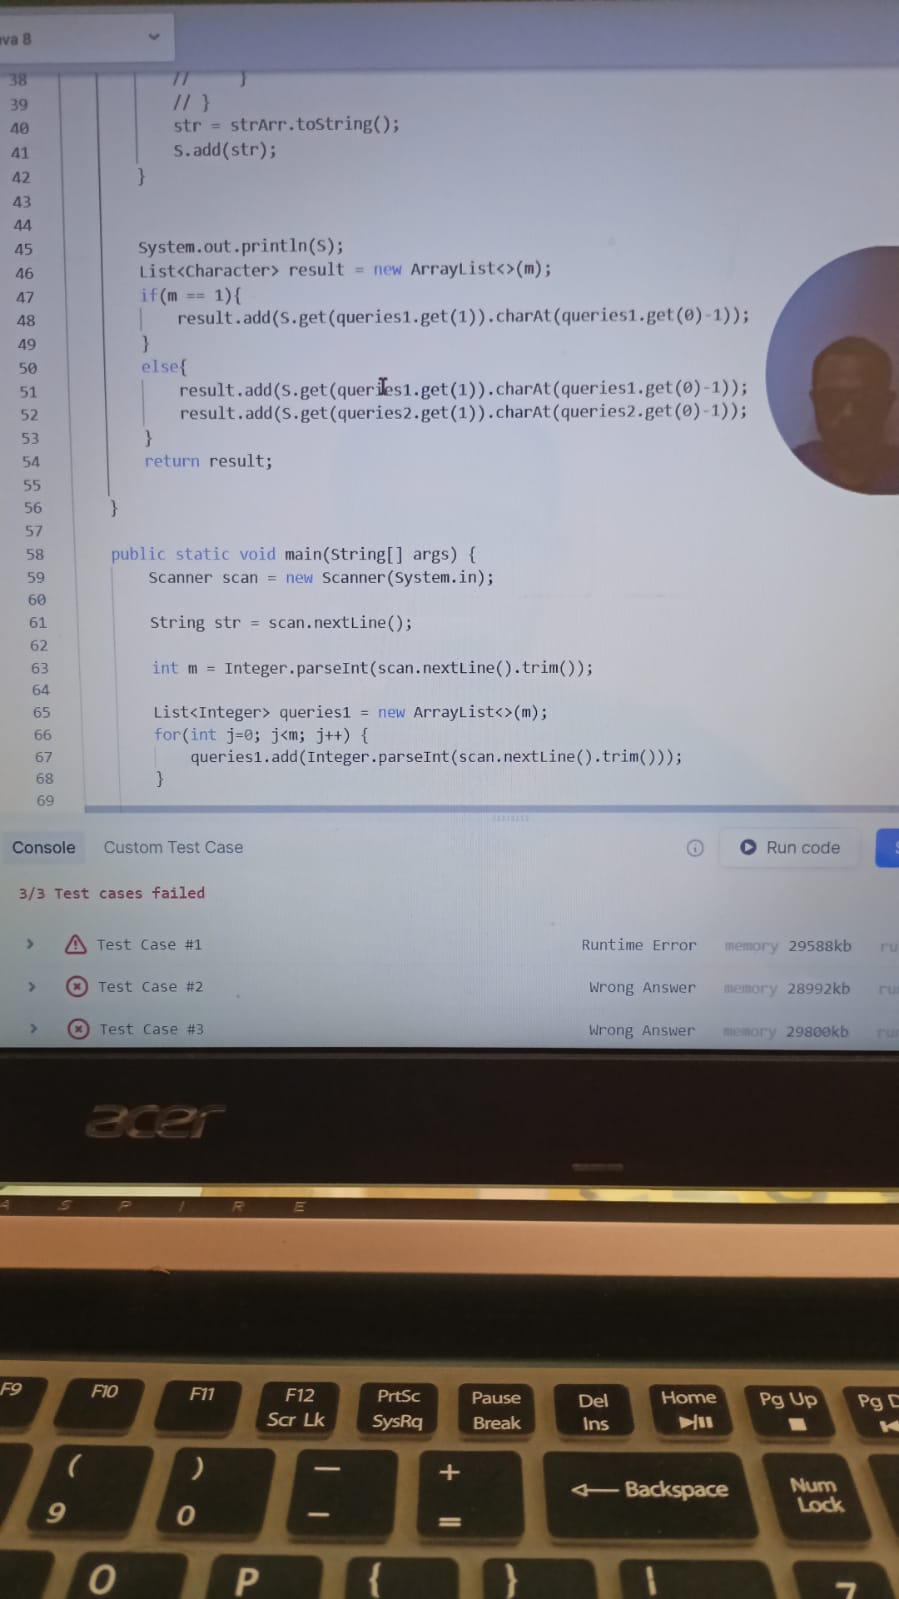 va 8
38 // }
39 // }
40 str = strArr.toString();
41 S.add(str);
42 }
43
44
45 System.out.println(S);
46 List<Character> result = new ArrayList<>(m);
47 if(m == 1){
48 result.add(S.get(queries1.get(1)).charAt(queries1.get(0)-1));
49 }
50 else{
51 result.add(S.get(queries1.get(1)).charAt(queries1.get(0)-1));
52 result.add(S.get(queries2.get(1)).charAt(queries2.get(0)-1));
53 }
54 return result;
55
56 }
57
58 public static void main(String[] args) {
59 Scanner scan = new Scanner(System.in);
60
61 String str = scan.nextLine();
62
63 int m = Integer.parseInt(scan.nextLine().trim());
64
65 List<Integer> queries1 = new ArrayList<>(m);
66 for(int j=0; j<m; j++) {
67 queries1.add(Integer.parseInt(scan.nextLine().trim()));
68 }
69
Console Custom Test Case Run code
3/3 Test cases failed
Test Case #1 Runtime Error memory 29588kb ru
Test Case #2 Wrong Answer memory 28992kb ru
Test Case #3 Wrong Answer memory 29800kb ru
acer
A S P I R E
F9 F10 F11 F12 PrtSc Pause Del Home Pg Up Pg D
Scr Lk SysRq Break Ins
( ) — + Backspace Num
9 0 – = Lock
O P { } | 7